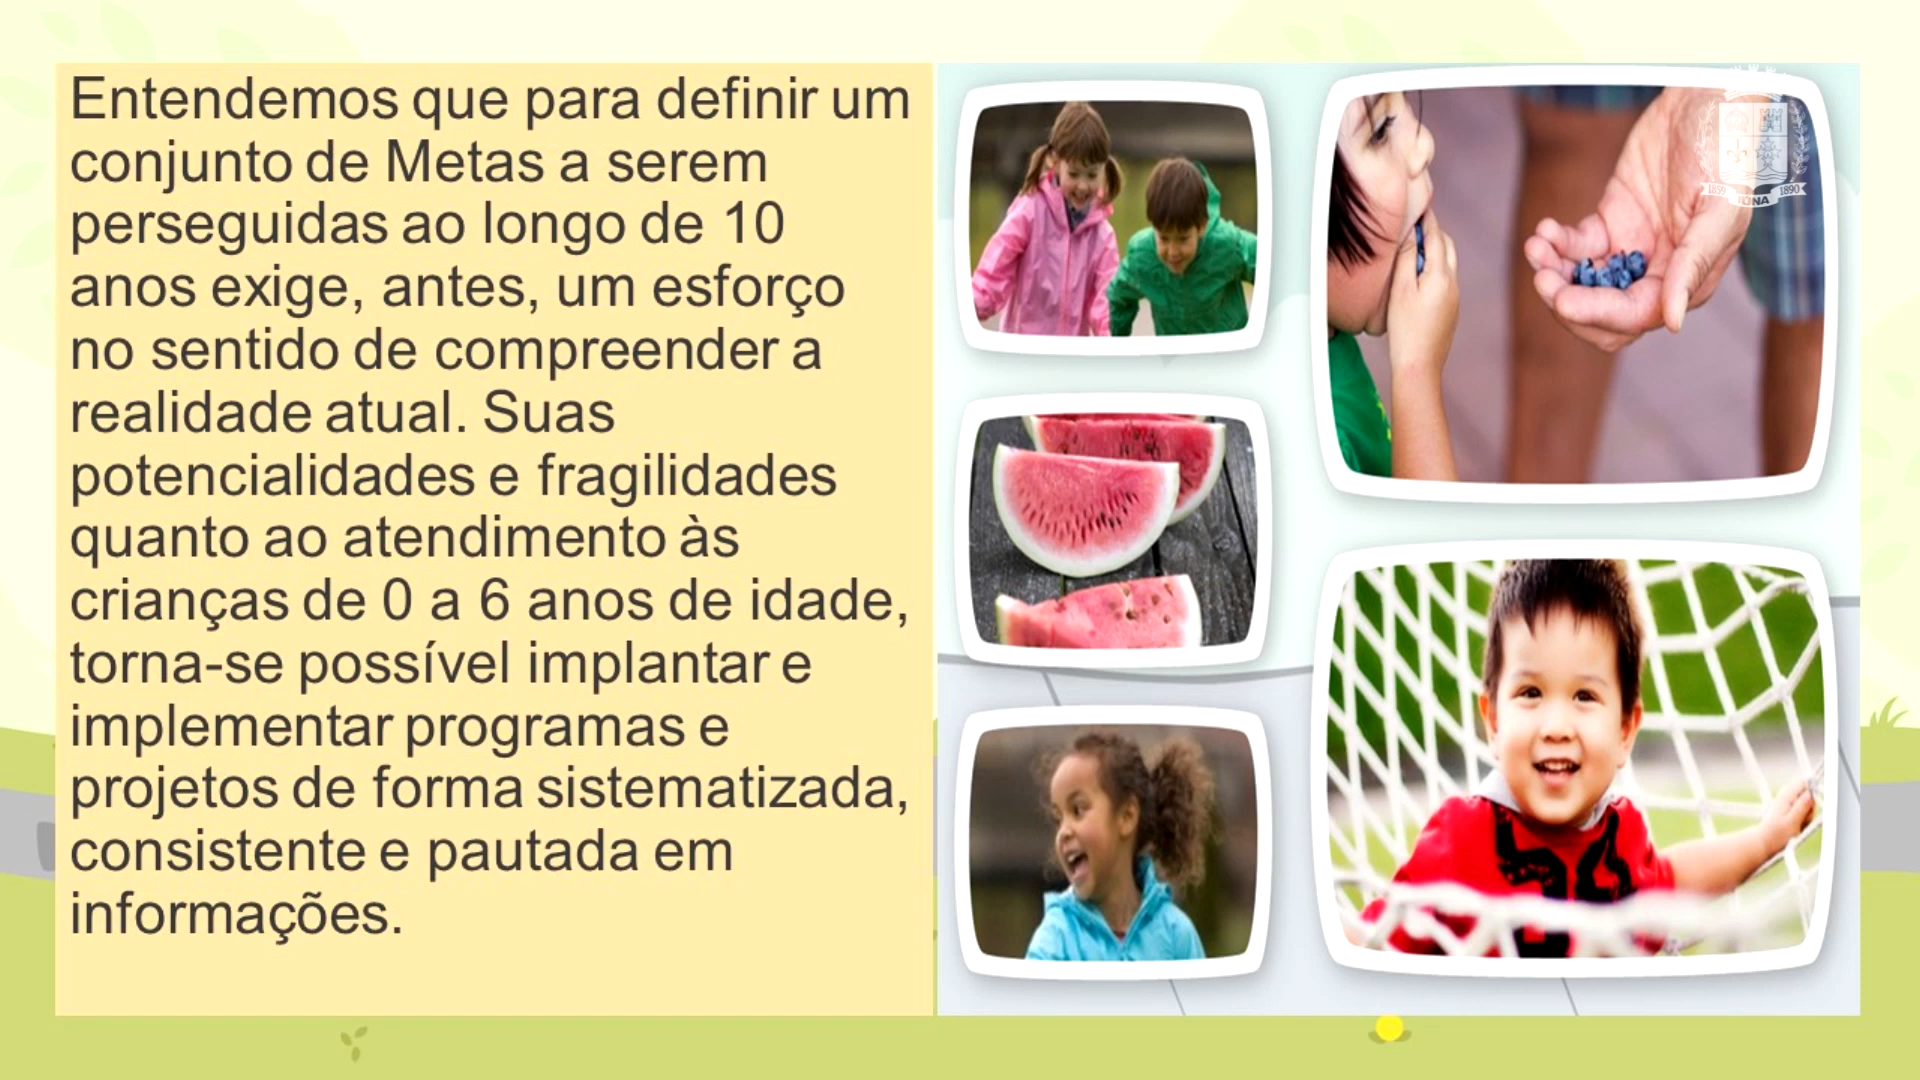 Entendemos que para definir um
conjunto de Metas a serem
perseguidas ao longo de 10
anos exige, antes, um esforço
no sentido de compreender a
realidade atual. Suas
potencialidades e fragilidades
quanto ao atendimento às
crianças de 0 a 6 anos de idade,
torna-se possível implantar e
implementar programas e
projetos de forma sistematizada,
consistente e pautada em
informações.
1859 1890